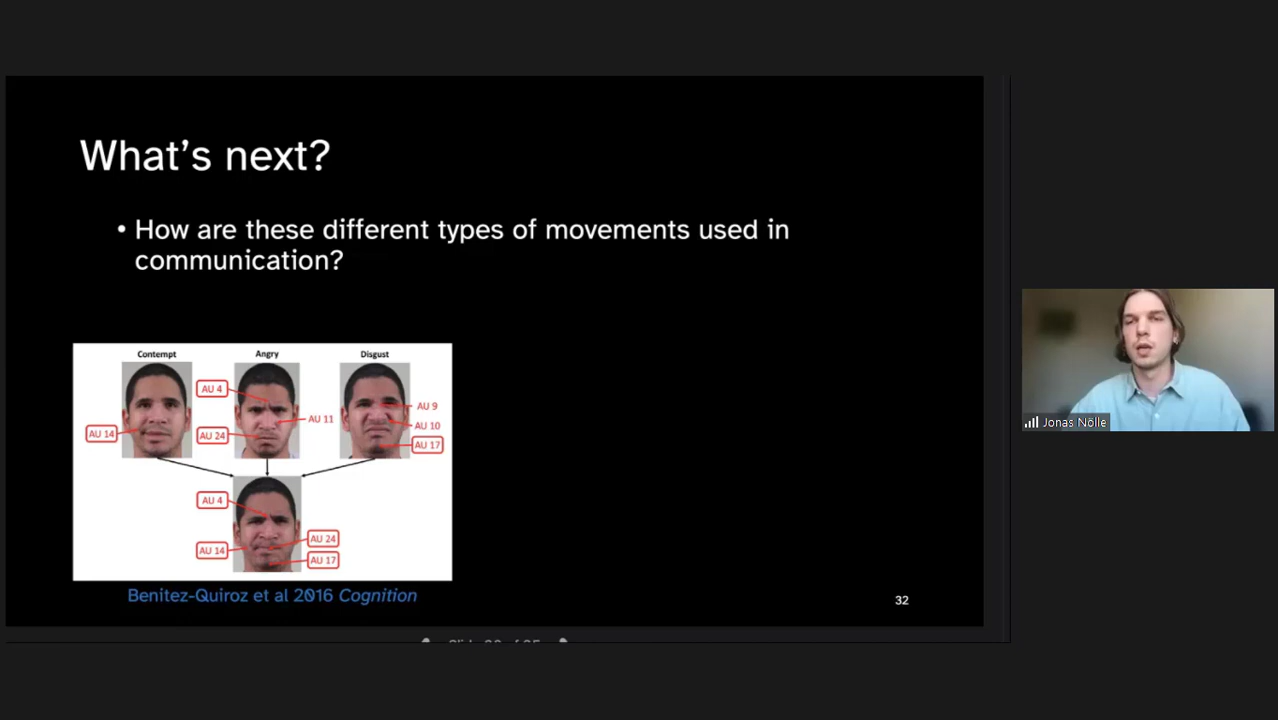 What's next?
• How are these different types of movements used in
communication?
Contempt Angry Disgust
AU 4
AU 9
AU 11
AU 10
AU 14
AU 24
AU 17
AU 4
AU 24
AU 14
AU 17
Benitez-Quiroz et al 2016 Cognition
32
Jonas Nölle